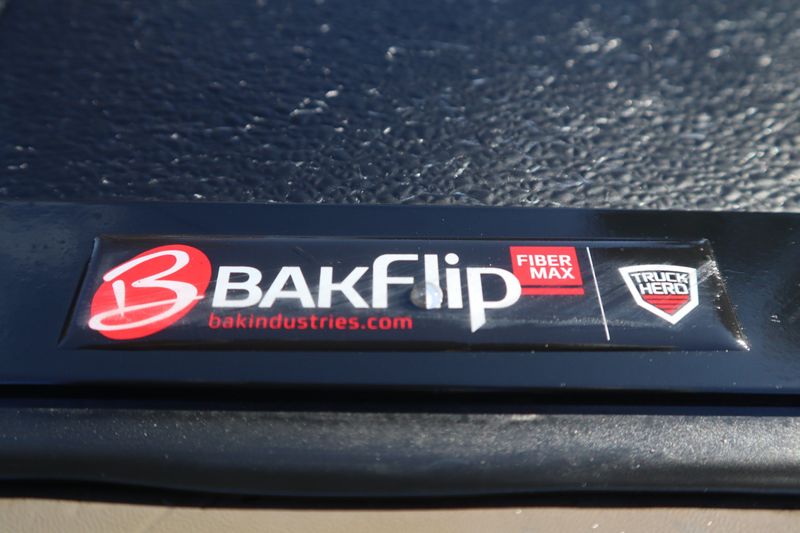 B BAKFlip
FIBER
MAX
bakindustries.com
TRUCK
HERO